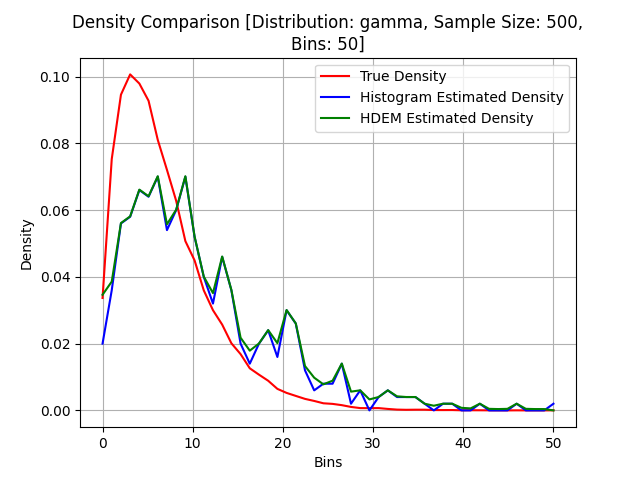 Density Comparison [Distribution: gamma, Sample Size: 500,
Bins: 50]
True Density
Histogram Estimated Density
HDEM Estimated Density
Density
0.10
0.08
0.06
0.04
0.02
0.00
0 10 20 30 40 50
Bins